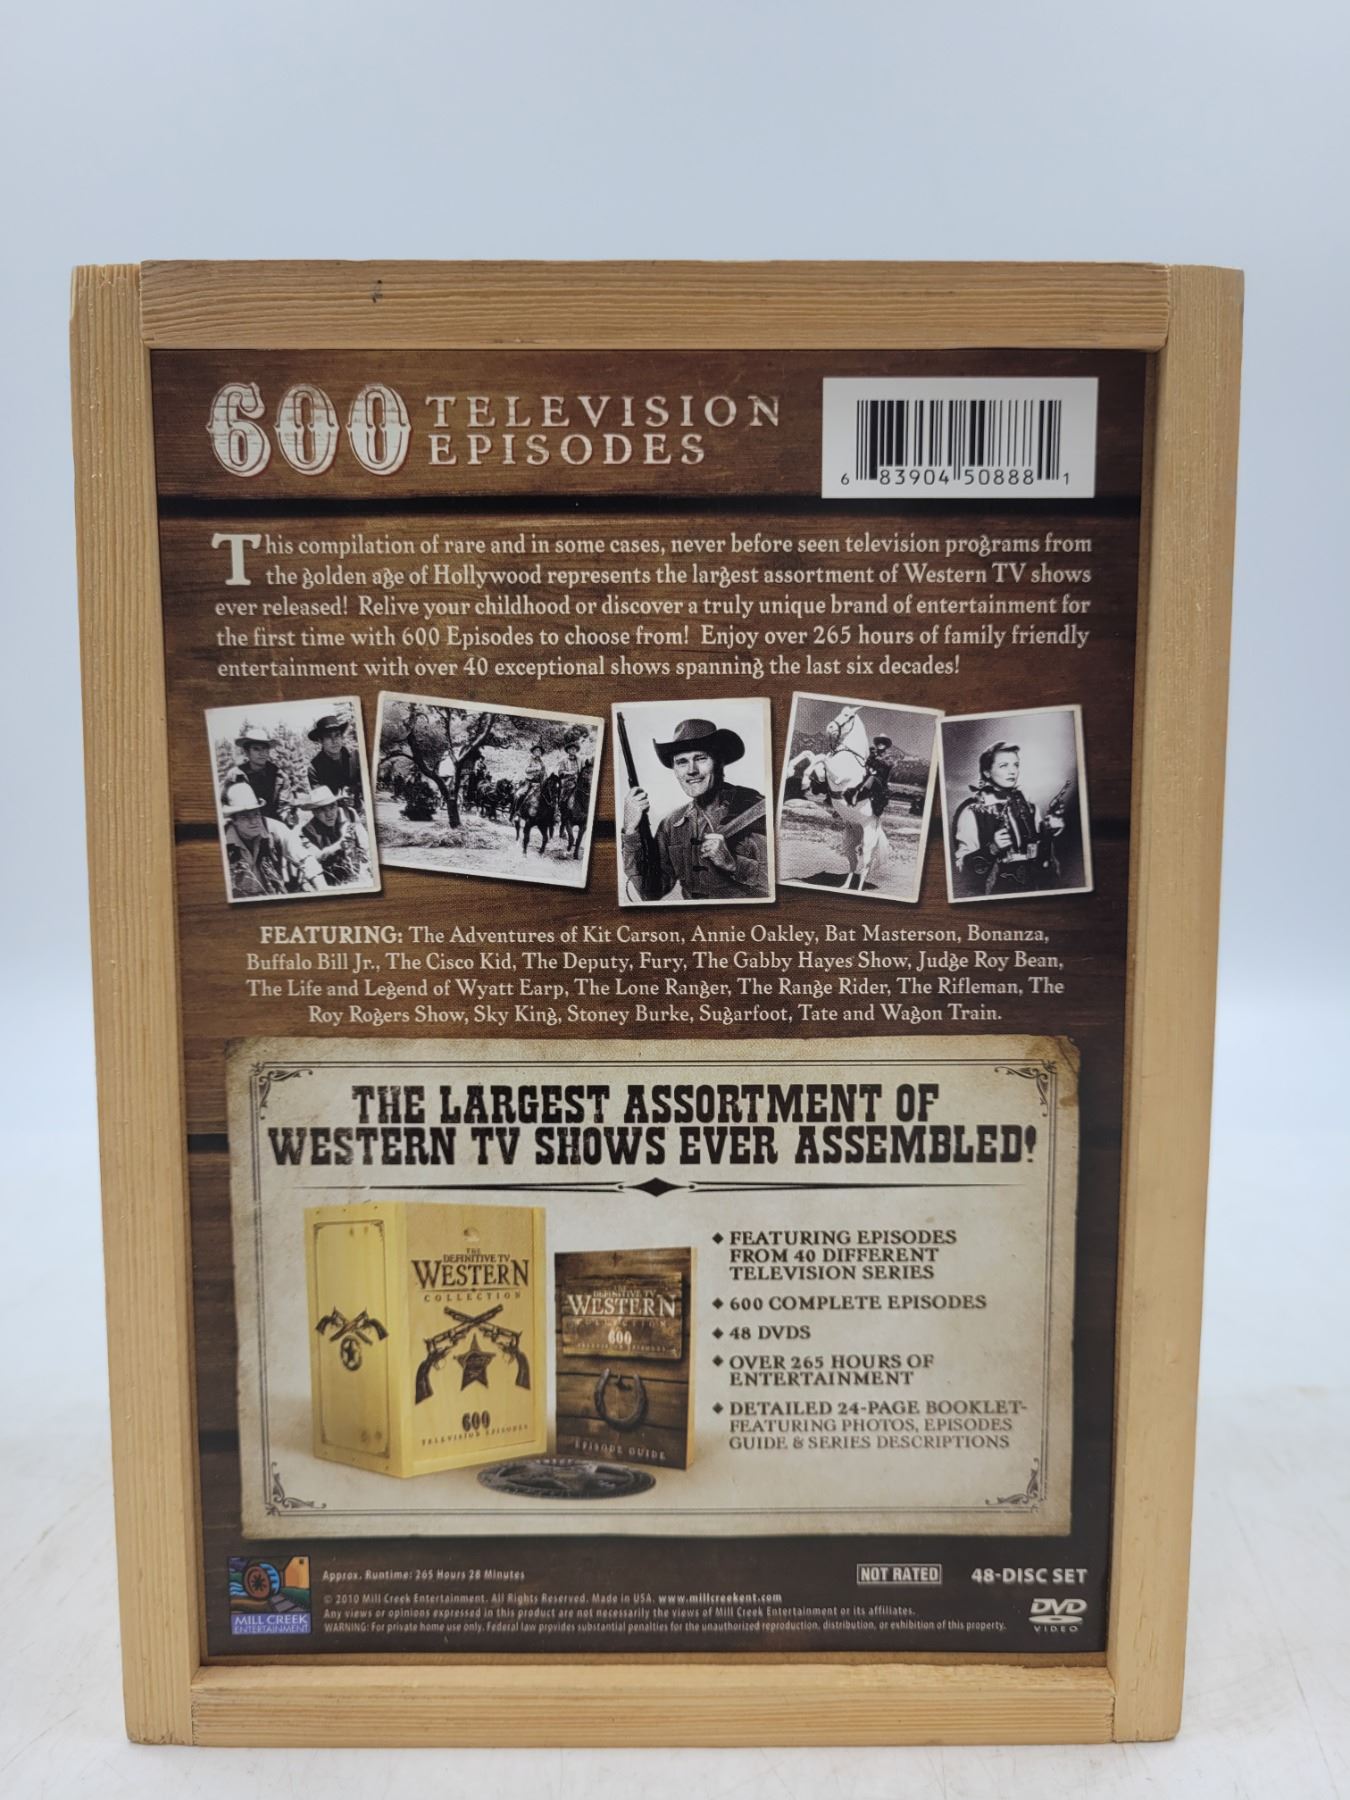 600 TELEVISION
EPISODES
6 83904 50888 1
This compilation of rare and in some cases, never before seen television programs from
the golden age of Hollywood represents the largest assortment of Western TV shows
ever released! Relive your childhood or discover a truly unique brand of entertainment for
the first time with 600 Episodes to choose from! Enjoy over 265 hours of family friendly
entertainment with over 40 exceptional shows spanning the last six decades!
FEATURING: The Adventures of Kit Carson, Annie Oakley, Bat Masterson, Bonanza,
Buffalo Bill Jr., The Cisco Kid, The Deputy, Fury, The Gabby Hayes Show, Judge Roy Bean,
The Life and Legend of Wyatt Earp, The Lone Ranger, The Range Rider, The Rifleman, The
Roy Rogers Show, Sky King, Stoney Burke, Sugarfoot, Tate and Wagon Train.
THE LARGEST ASSORTMENT OF
WESTERN TV SHOWS EVER ASSEMBLED!
THE
DEFINITIVE TV
WESTERN
COLLECTION
600
TELEVISION EPISODES
THE
DEFINITIVE TV
WESTERN
COLLECTION
600
TELEVISION EPISODES
EPISODE GUIDE
◆ FEATURING EPISODES
FROM 40 DIFFERENT
TELEVISION SERIES
◆ 600 COMPLETE EPISODES
◆ 48 DVDS
◆ OVER 265 HOURS OF
ENTERTAINMENT
◆ DETAILED 24-PAGE BOOKLET-
FEATURING PHOTOS, EPISODES
GUIDE & SERIES DESCRIPTIONS
MILL CREEK
ENTERTAINMENT
Approx. Runtime: 265 Hours 28 Minutes
© 2010 Mill Creek Entertainment. All Rights Reserved. Made in USA. www.millcreekent.com
Any views or opinions expressed in this product are not necessarily the views of Mill Creek Entertainment or its affiliates.
WARNING: For private home use only. Federal law provides substantial penalties for the unauthorized reproduction, distribution, or exhibition of this property.
NOT RATED
48-DISC SET
DVD
VIDEO